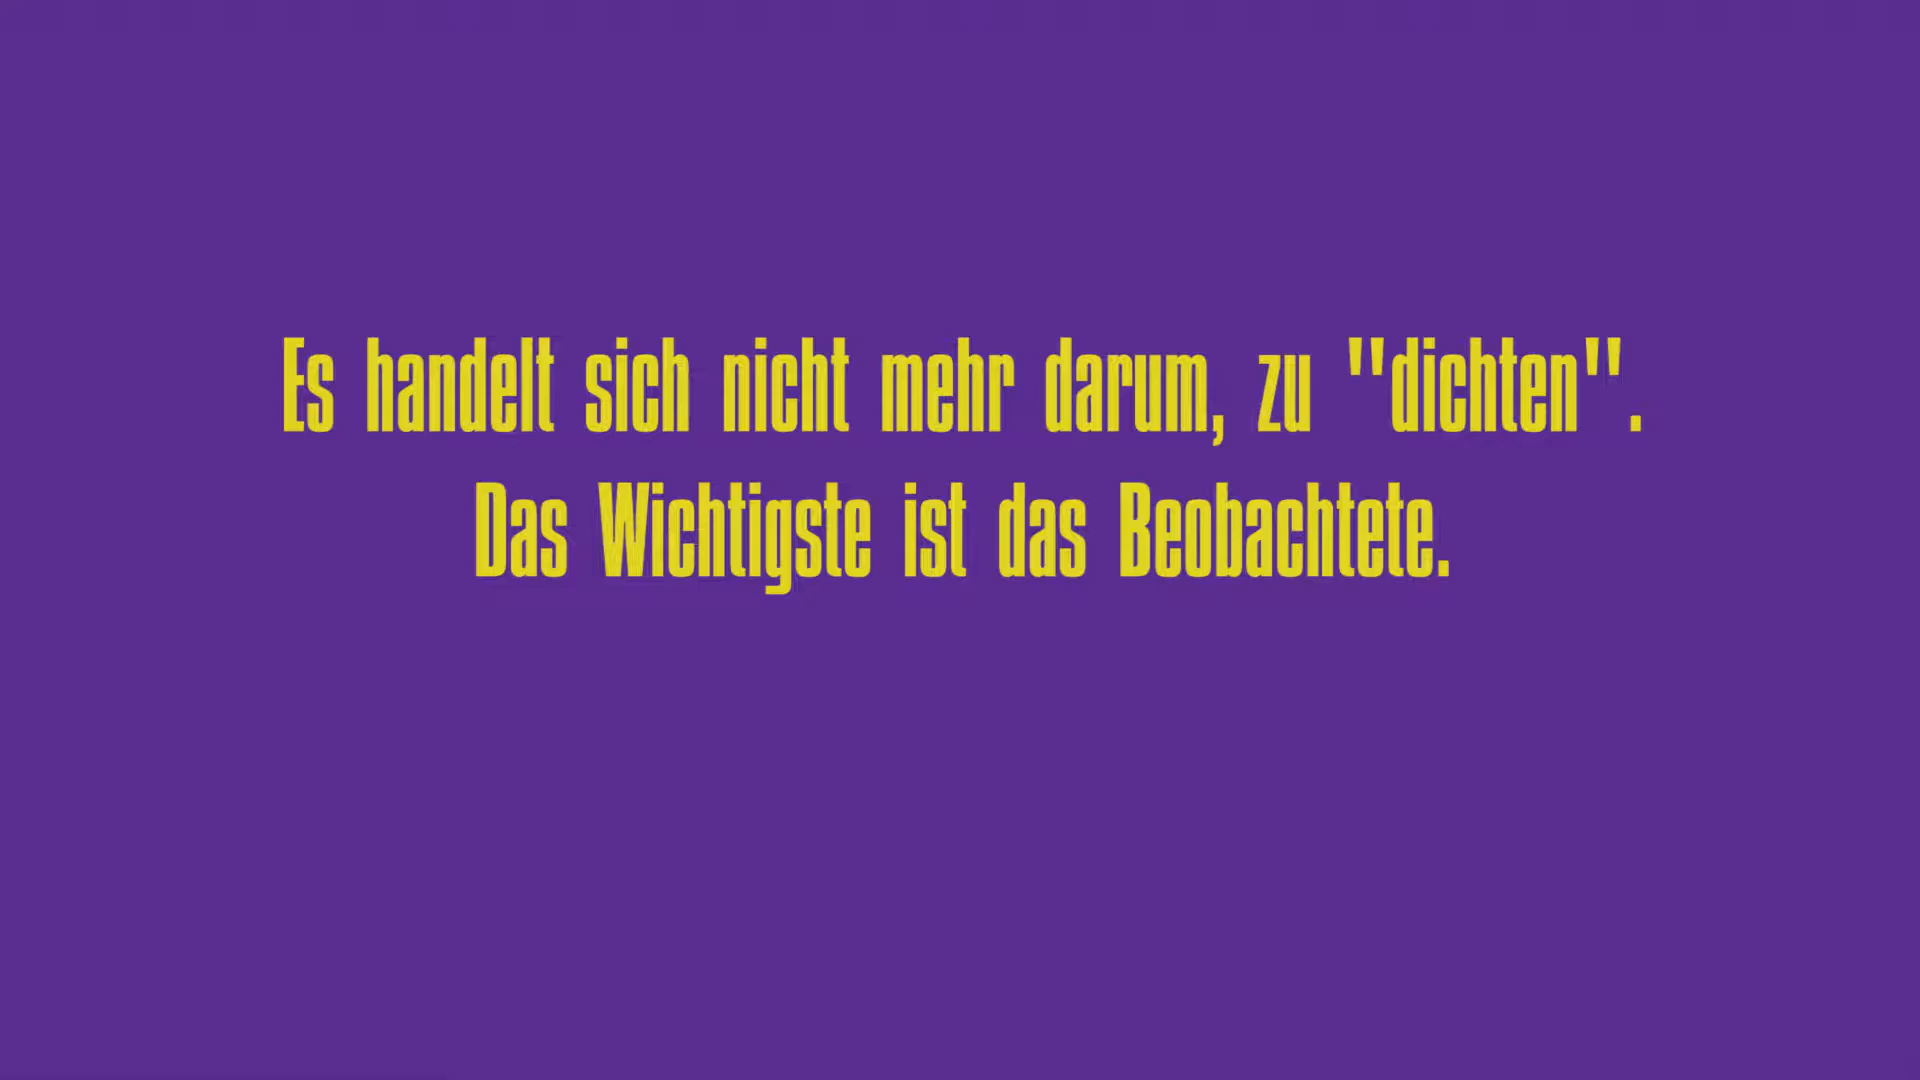 Es handelt sich nicht mehr darum, zu "dichten".
Das Wichtigste ist das Beobachtete.